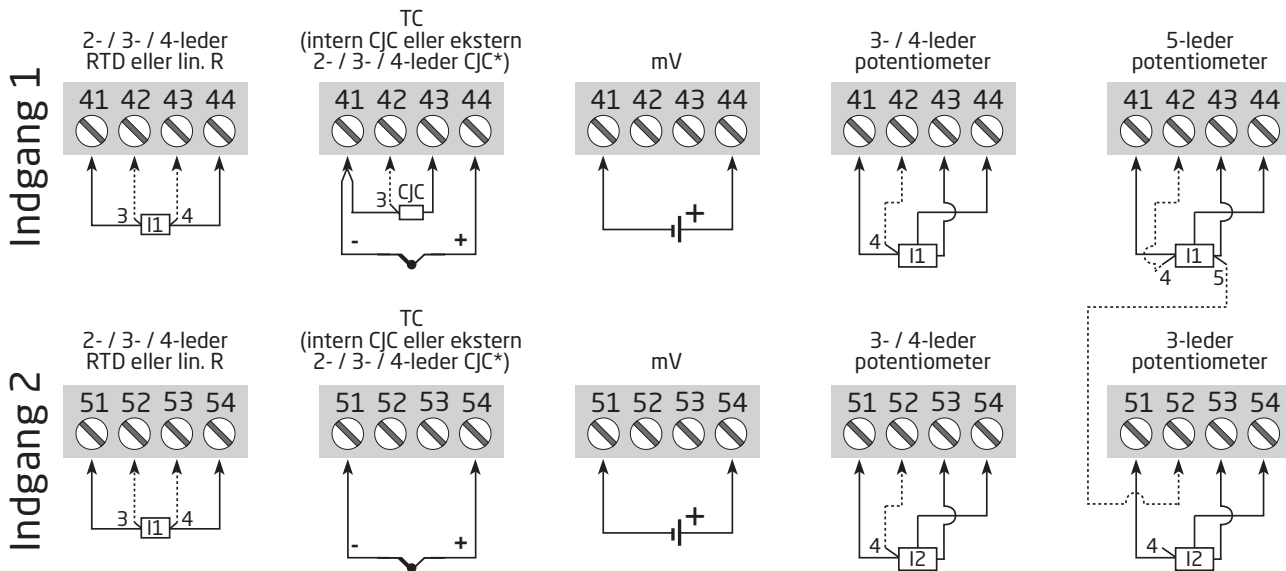 Indgang 1
2- / 3- / 4-leder
RTD eller lin. R
41 42 43 44
3 I1 4
TC
(intern CJC eller ekstern
2- / 3- / 4-leder CJC*)
41 42 43 44
3 CJC
- +
mV
41 42 43 44
+
3- / 4-leder
potentiometer
41 42 43 44
4 I1
5-leder
potentiometer
41 42 43 44
4 I1 5
Indgang 2
2- / 3- / 4-leder
RTD eller lin. R
51 52 53 54
3 I1 4
TC
(intern CJC eller ekstern
2- / 3- / 4-leder CJC*)
51 52 53 54
- +
mV
51 52 53 54
+
3- / 4-leder
potentiometer
51 52 53 54
4 I2
3-leder
potentiometer
51 52 53 54
4 I2